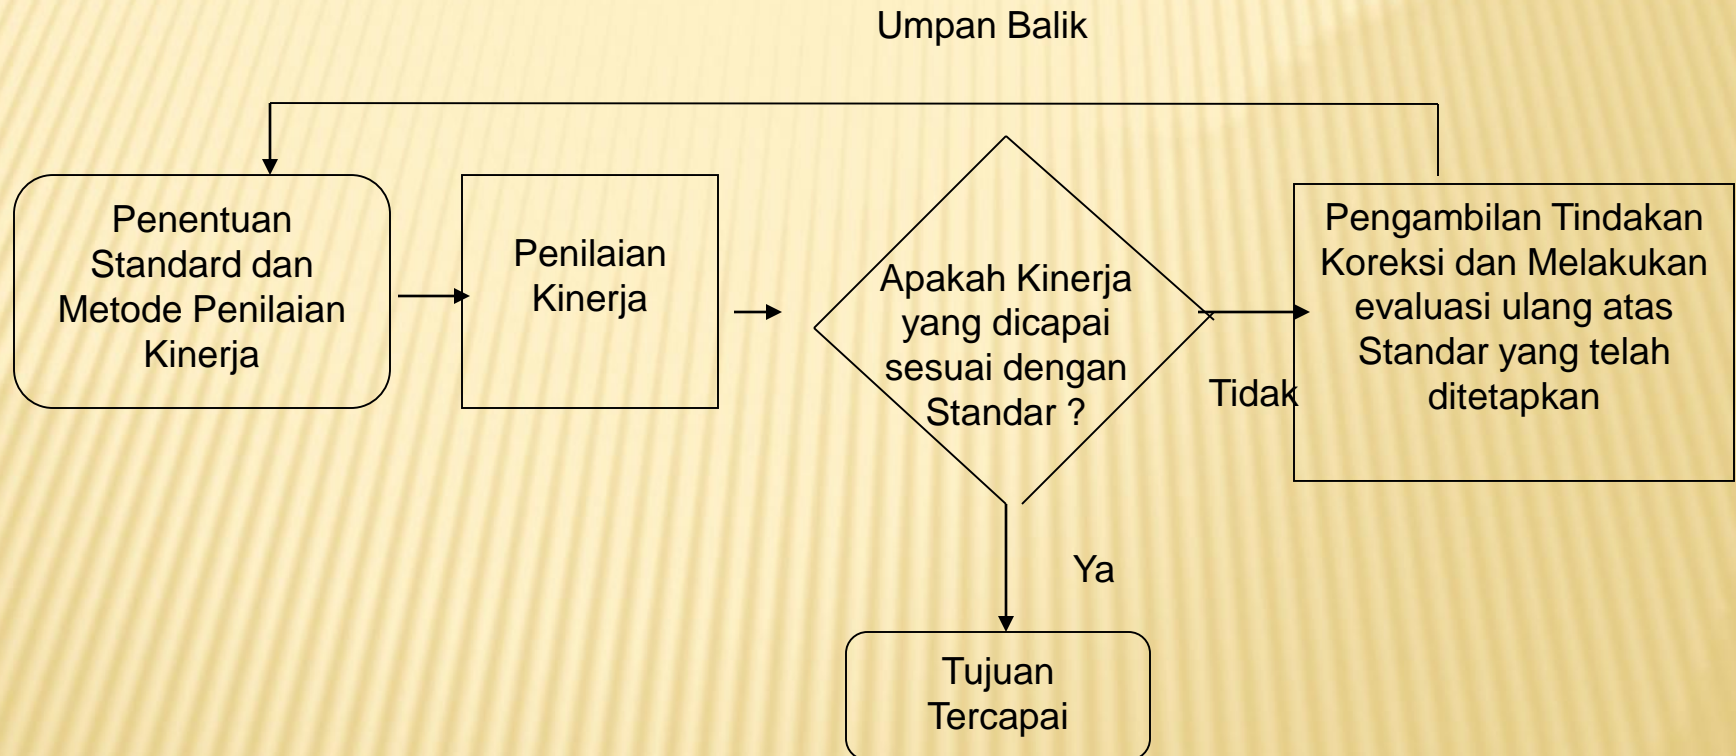 Umpan Balik
Penentuan
Standard dan
Metode Penilaian
Kinerja
Penilaian
Kinerja
Apakah Kinerja
yang dicapai
sesuai dengan
Standar ?
Tidak
Pengambilan Tindakan
Koreksi dan Melakukan
evaluasi ulang atas
Standar yang telah
ditetapkan
Ya
Tujuan
Tercapai